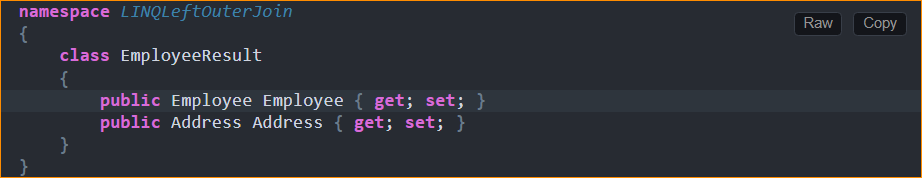 namespace LINQLeftOuterJoin
Raw Copy
{
class EmployeeResult
{
public Employee Employee { get; set; }
public Address Address { get; set; }
}
}